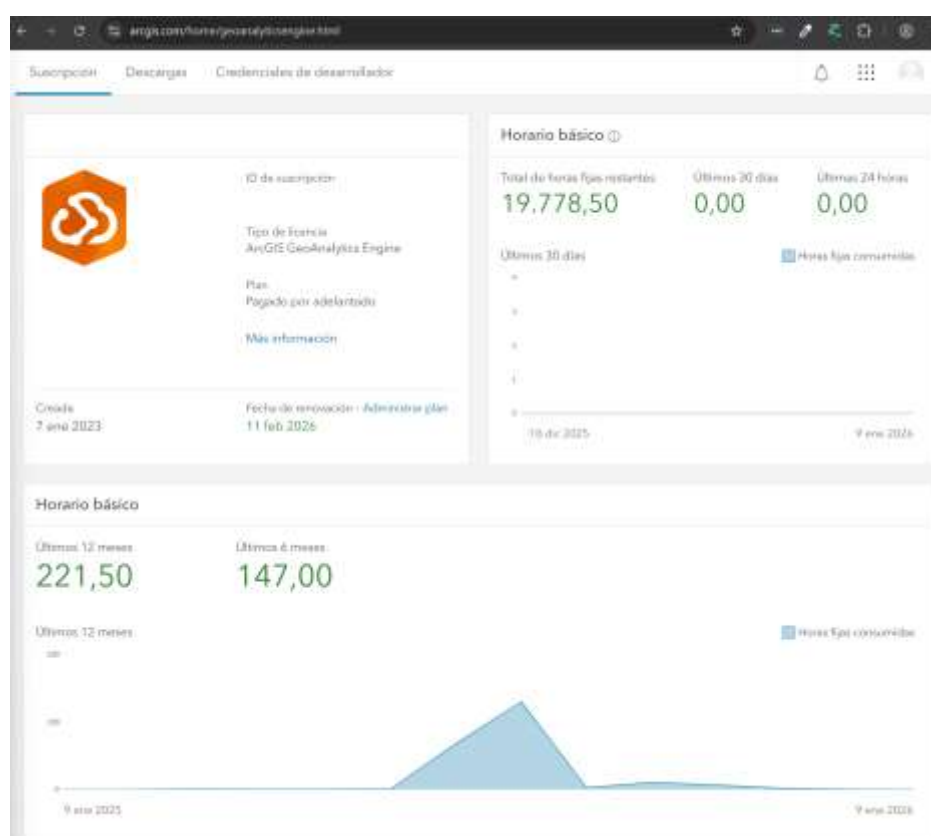 arcgis.com/home/geoanalyticsengine.html
Suscripción Descargas Credenciales de desarrollador
ID de suscripción
Tipo de licencia
ArcGIS GeoAnalytics Engine
Plan
Pagado por adelantado
Más información
Creada
7 ene 2023
Fecha de renovación - Administrar plan
11 feb 2026
Horario básico
Total de horas fijas restantes
19.778,50
Últimos 30 días
0,00
Últimas 24 horas
0,00
Últimos 30 días
Horas fijas consumidas
9 ene 2026
Horario básico
Últimos 12 meses
221,50
Últimos 6 meses
147,00
Últimos 12 meses
Horas fijas consumidas
0
9 ene 2025
9 ene 2026